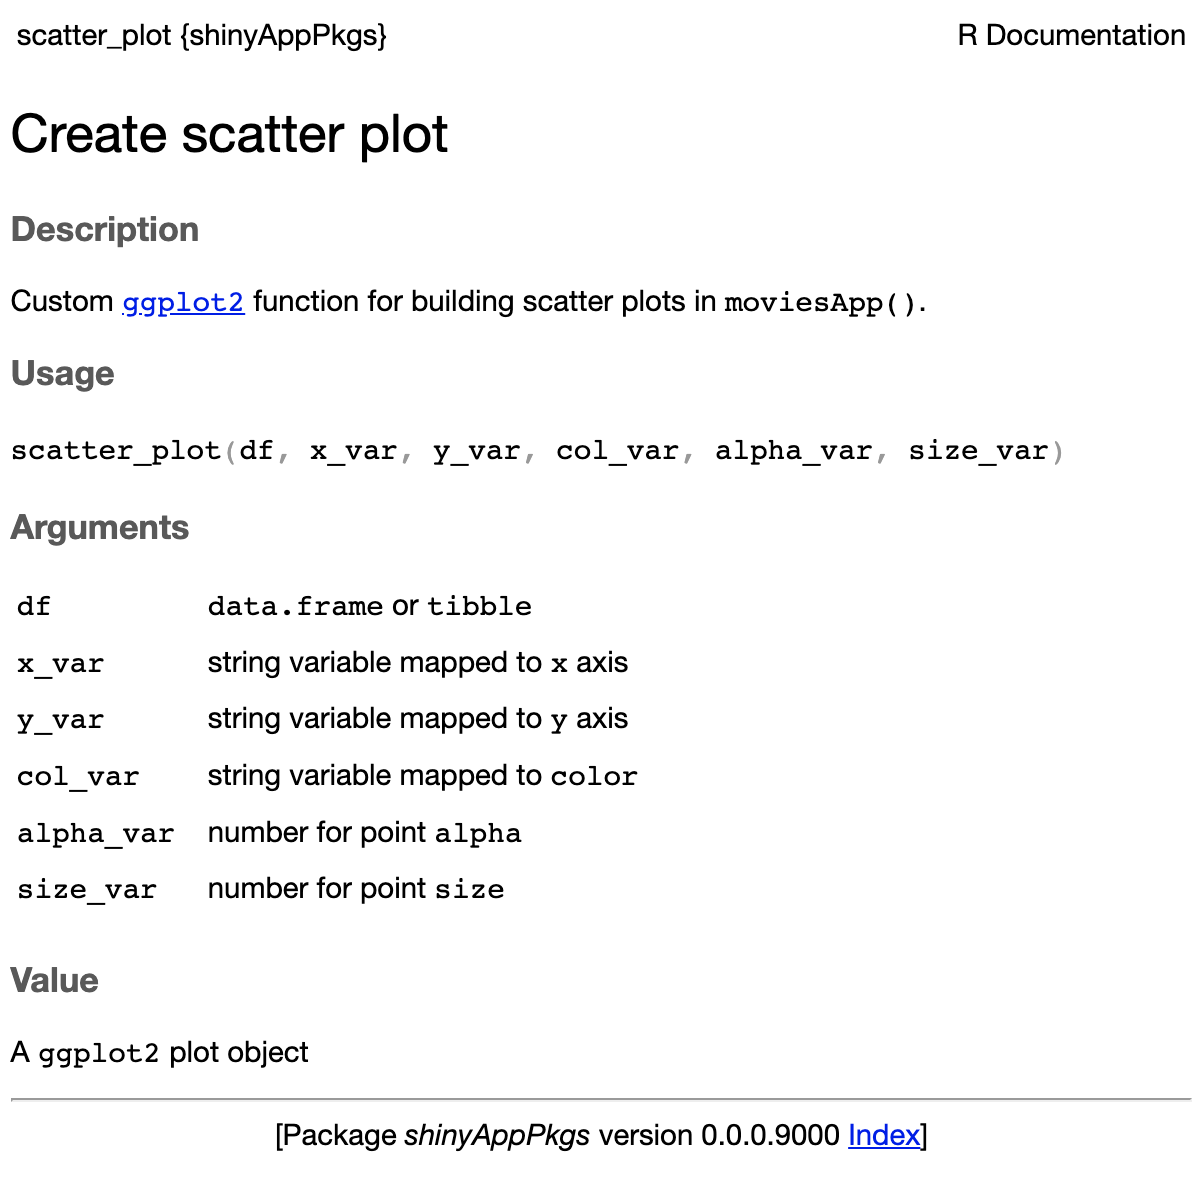 scatter_plot {shinyAppPkgs} R Documentation
Create scatter plot
Description
Custom ggplot2 function for building scatter plots in moviesApp().
Usage
scatter_plot(df, x_var, y_var, col_var, alpha_var, size_var)
Arguments
df data.frame or tibble
x_var string variable mapped to x axis
y_var string variable mapped to y axis
col_var string variable mapped to color
alpha_var number for point alpha
size_var number for point size
Value
A ggplot2 plot object
[Package shinyAppPkgs version 0.0.0.9000 Index]